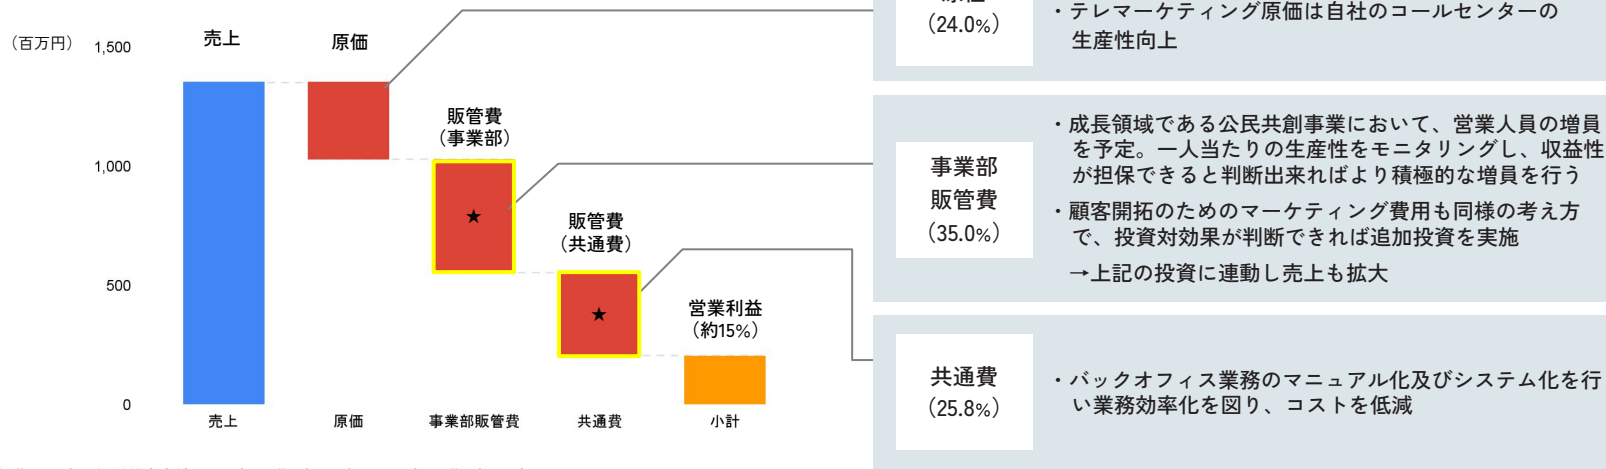 （百万円）
1,500
1,000
500
0
売上
原価
販管費
（事業部）
★
販管費
（共通費）
★
営業利益
（約15%）
売上
原価
事業部販管費
共通費
小計
（24.0%）
・テレマーケティング原価は自社のコールセンターの
生産性向上
事業部
販管費
（35.0%）
・成長領域である公民共創事業において、営業人員の増員
を予定。一人当たりの生産性をモニタリングし、収益性
が担保できると判断出来ればより積極的な増員を行う
・顧客開拓のためのマーケティング費用も同様の考え方
で、投資対効果が判断できれば追加投資を実施
→上記の投資に連動し売上も拡大
共通費
（25.8%）
・バックオフィス業務のマニュアル化及びシステム化を行
い業務効率化を図り、コストを低減